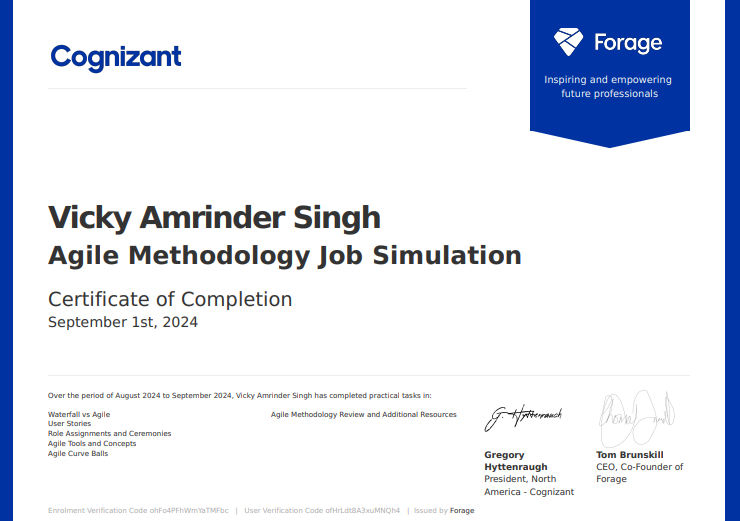 Cognizant
Forage
Inspiring and empowering
future professionals
Vicky Amrinder Singh
Agile Methodology Job Simulation
Certificate of Completion
September 1st, 2024
Over the period of August 2024 to September 2024, Vicky Amrinder Singh has completed practical tasks in:
Waterfall vs Agile
User Stories
Role Assignments and Ceremonies
Agile Tools and Concepts
Agile Curve Balls
Agile Methodology Review and Additional Resources
G. Hyttenrauch
Gregory
Hyttenraugh
President, North
America - Cognizant
Tom Brunskill
CEO, Co-Founder of
Forage
Enrolment Verification Code ohFo4PFhWmYaTMFbc | User Verification Code ofHrLdt8A3xuMNQh4 | Issued by Forage